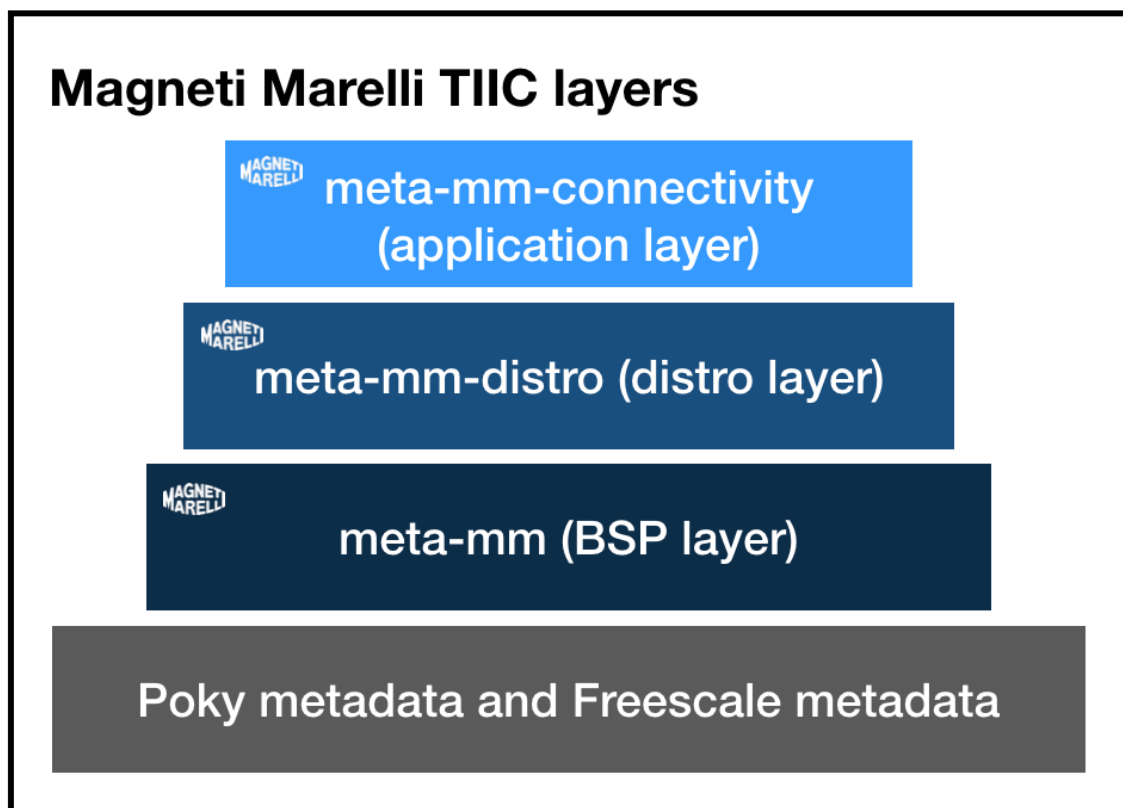 Magneti Marelli TIIC layers
MAGNETI
MARELLI
meta-mm-connectivity
(application layer)
MAGNETI
MARELLI
meta-mm-distro (distro layer)
MAGNETI
MARELLI
meta-mm (BSP layer)
Poky metadata and Freescale metadata